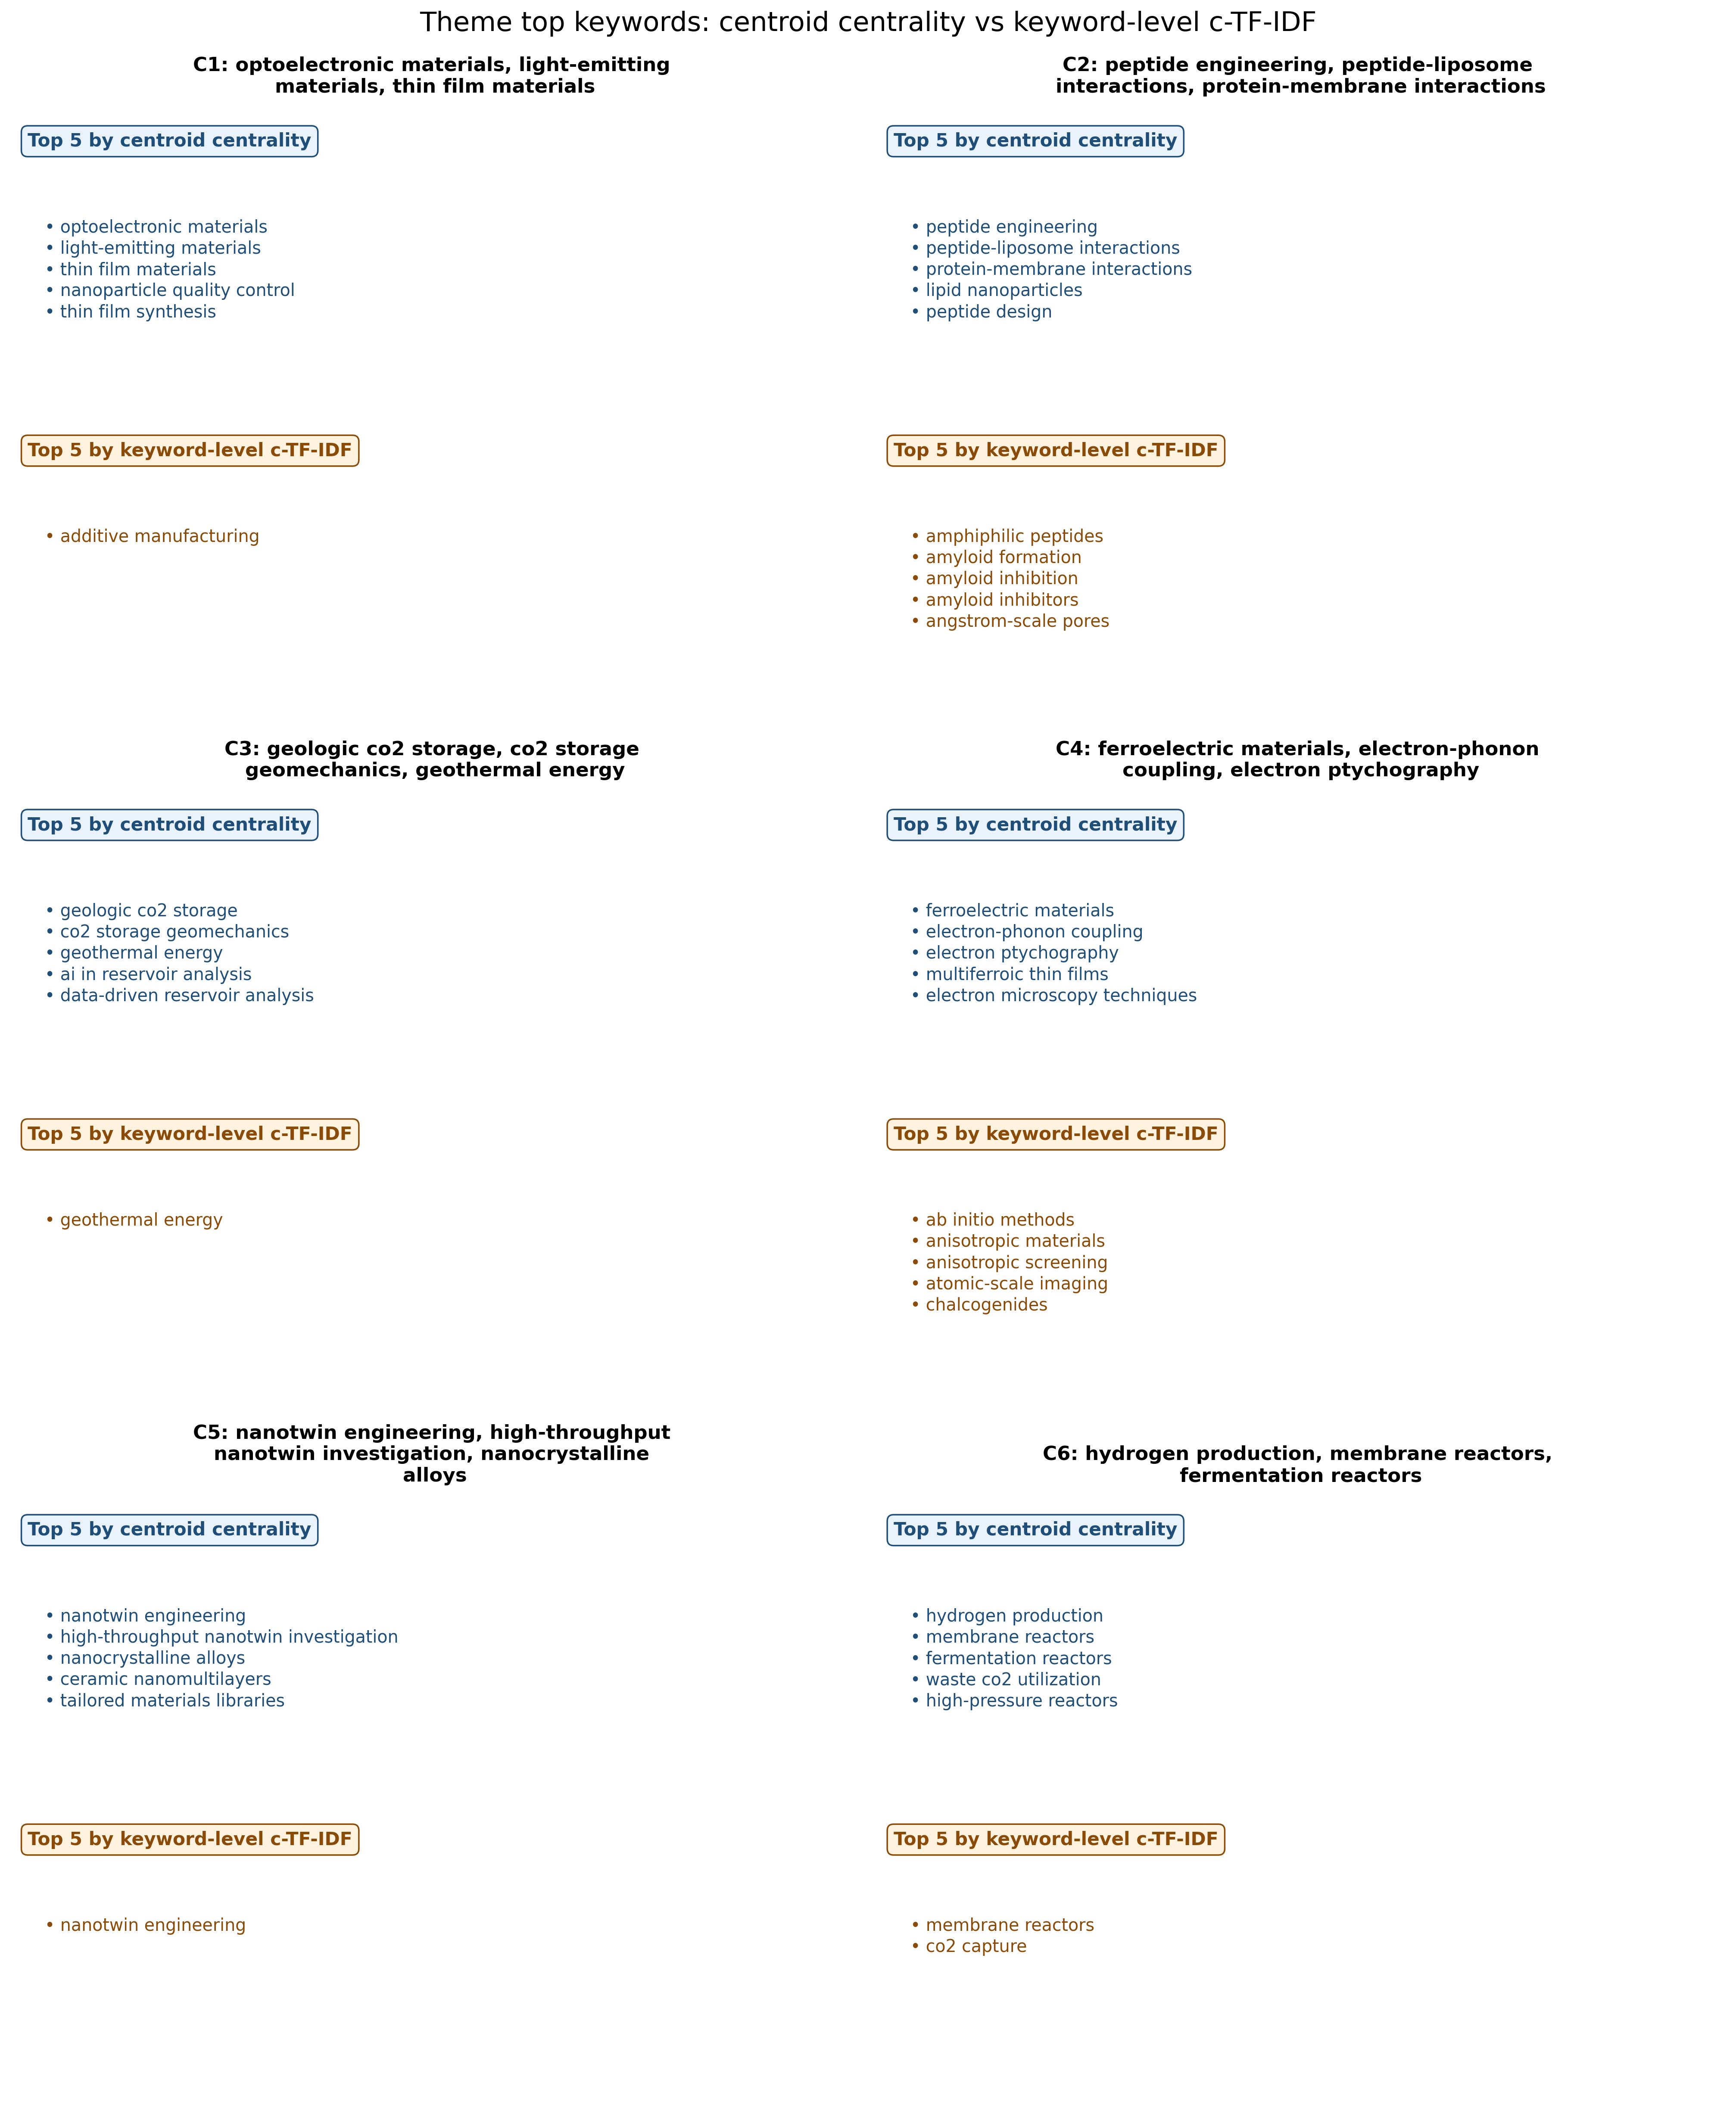 Theme top keywords: centroid centrality vs keyword-level c-TF-IDF
C1: optoelectronic materials, light-emitting
materials, thin film materials
Top 5 by centroid centrality
• optoelectronic materials
• light-emitting materials
• thin film materials
• nanoparticle quality control
• thin film synthesis
Top 5 by keyword-level c-TF-IDF
• additive manufacturing
C2: peptide engineering, peptide-liposome
interactions, protein-membrane interactions
Top 5 by centroid centrality
• peptide engineering
• peptide-liposome interactions
• protein-membrane interactions
• lipid nanoparticles
• peptide design
Top 5 by keyword-level c-TF-IDF
• amphiphilic peptides
• amyloid formation
• amyloid inhibition
• amyloid inhibitors
• angstrom-scale pores
C3: geologic co2 storage, co2 storage
geomechanics, geothermal energy
Top 5 by centroid centrality
• geologic co2 storage
• co2 storage geomechanics
• geothermal energy
• ai in reservoir analysis
• data-driven reservoir analysis
Top 5 by keyword-level c-TF-IDF
• geothermal energy
C4: ferroelectric materials, electron-phonon
coupling, electron ptychography
Top 5 by centroid centrality
• ferroelectric materials
• electron-phonon coupling
• electron ptychography
• multiferroic thin films
• electron microscopy techniques
Top 5 by keyword-level c-TF-IDF
• ab initio methods
• anisotropic materials
• anisotropic screening
• atomic-scale imaging
• chalcogenides
C5: nanotwin engineering, high-throughput
nanotwin investigation, nanocrystalline
alloys
Top 5 by centroid centrality
• nanotwin engineering
• high-throughput nanotwin investigation
• nanocrystalline alloys
• ceramic nanomultilayers
• tailored materials libraries
Top 5 by keyword-level c-TF-IDF
• nanotwin engineering
C6: hydrogen production, membrane reactors,
fermentation reactors
Top 5 by centroid centrality
• hydrogen production
• membrane reactors
• fermentation reactors
• waste co2 utilization
• high-pressure reactors
Top 5 by keyword-level c-TF-IDF
• membrane reactors
• co2 capture